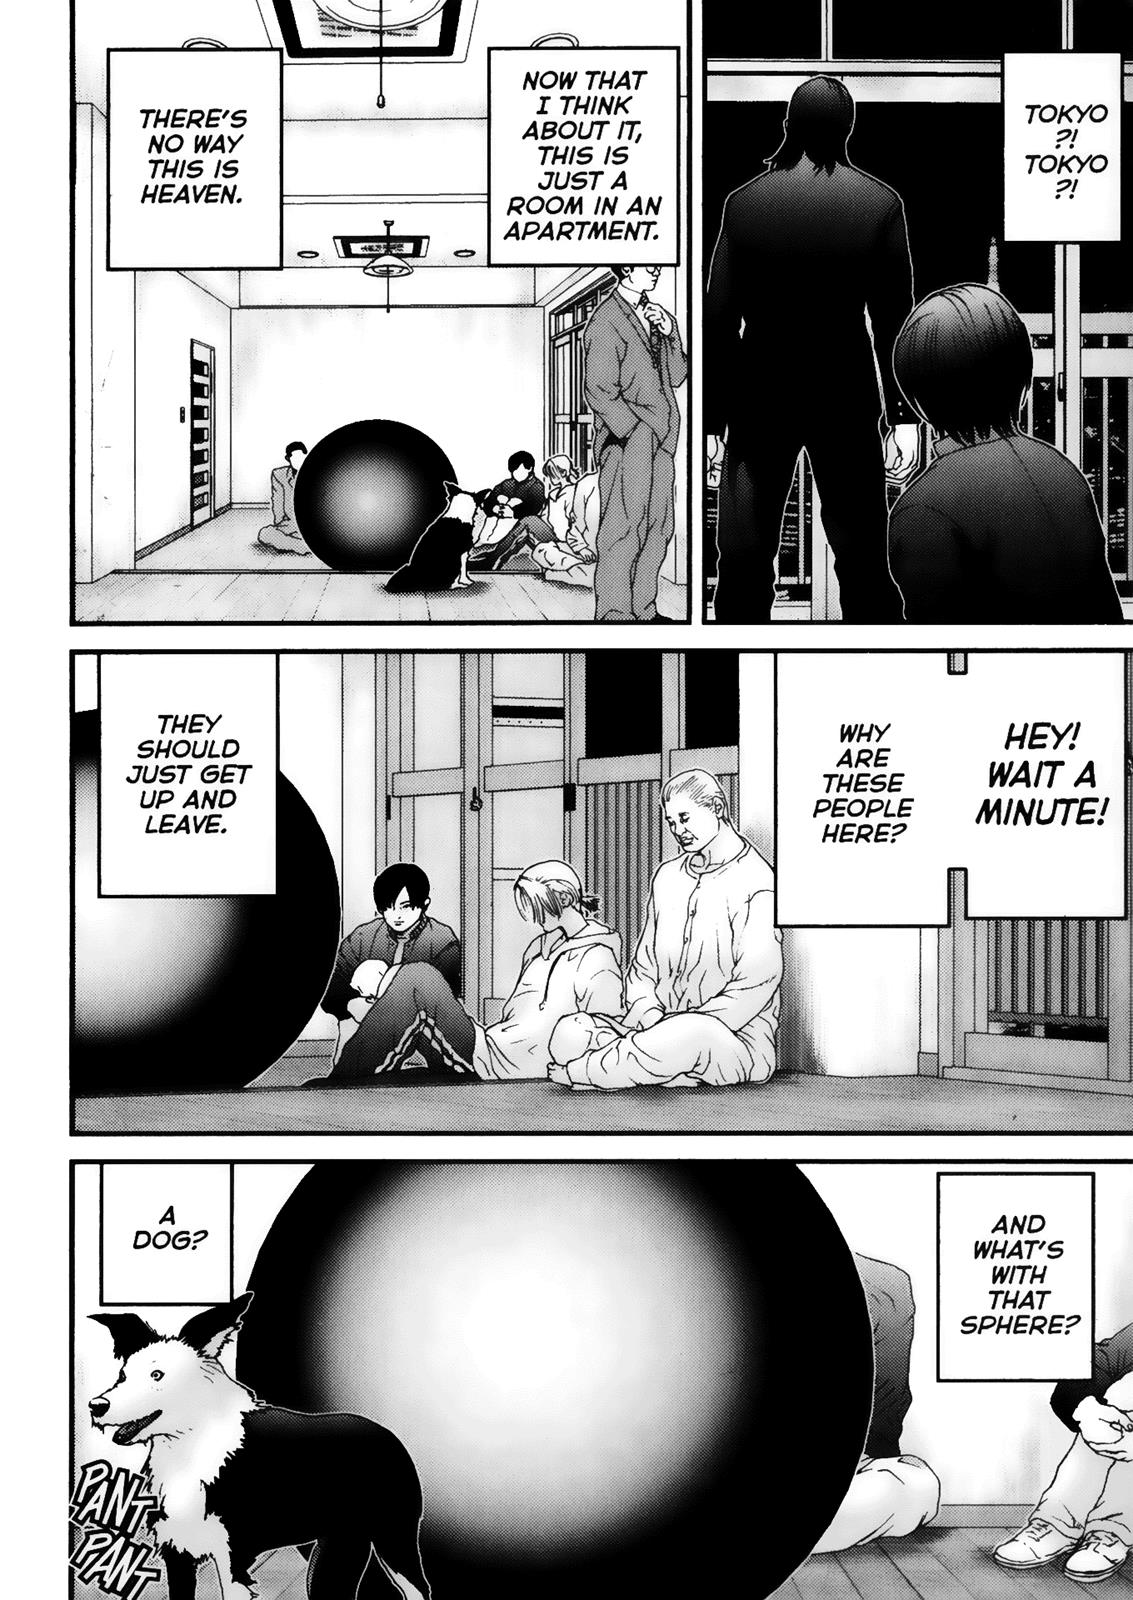 TOKYO
?!
TOKYO
?!
NOW THAT
I THINK
ABOUT IT,
THIS IS
JUST A
ROOM IN AN
APARTMENT.
THERE'S
NO WAY
THIS IS
HEAVEN.
HEY!
WAIT A
MINUTE!
WHY
ARE
THESE
PEOPLE
HERE?
THEY
SHOULD
JUST GET
UP AND
LEAVE.
AND
WHAT'S
WITH
THAT
SPHERE?
A
DOG?
PANT
PANT